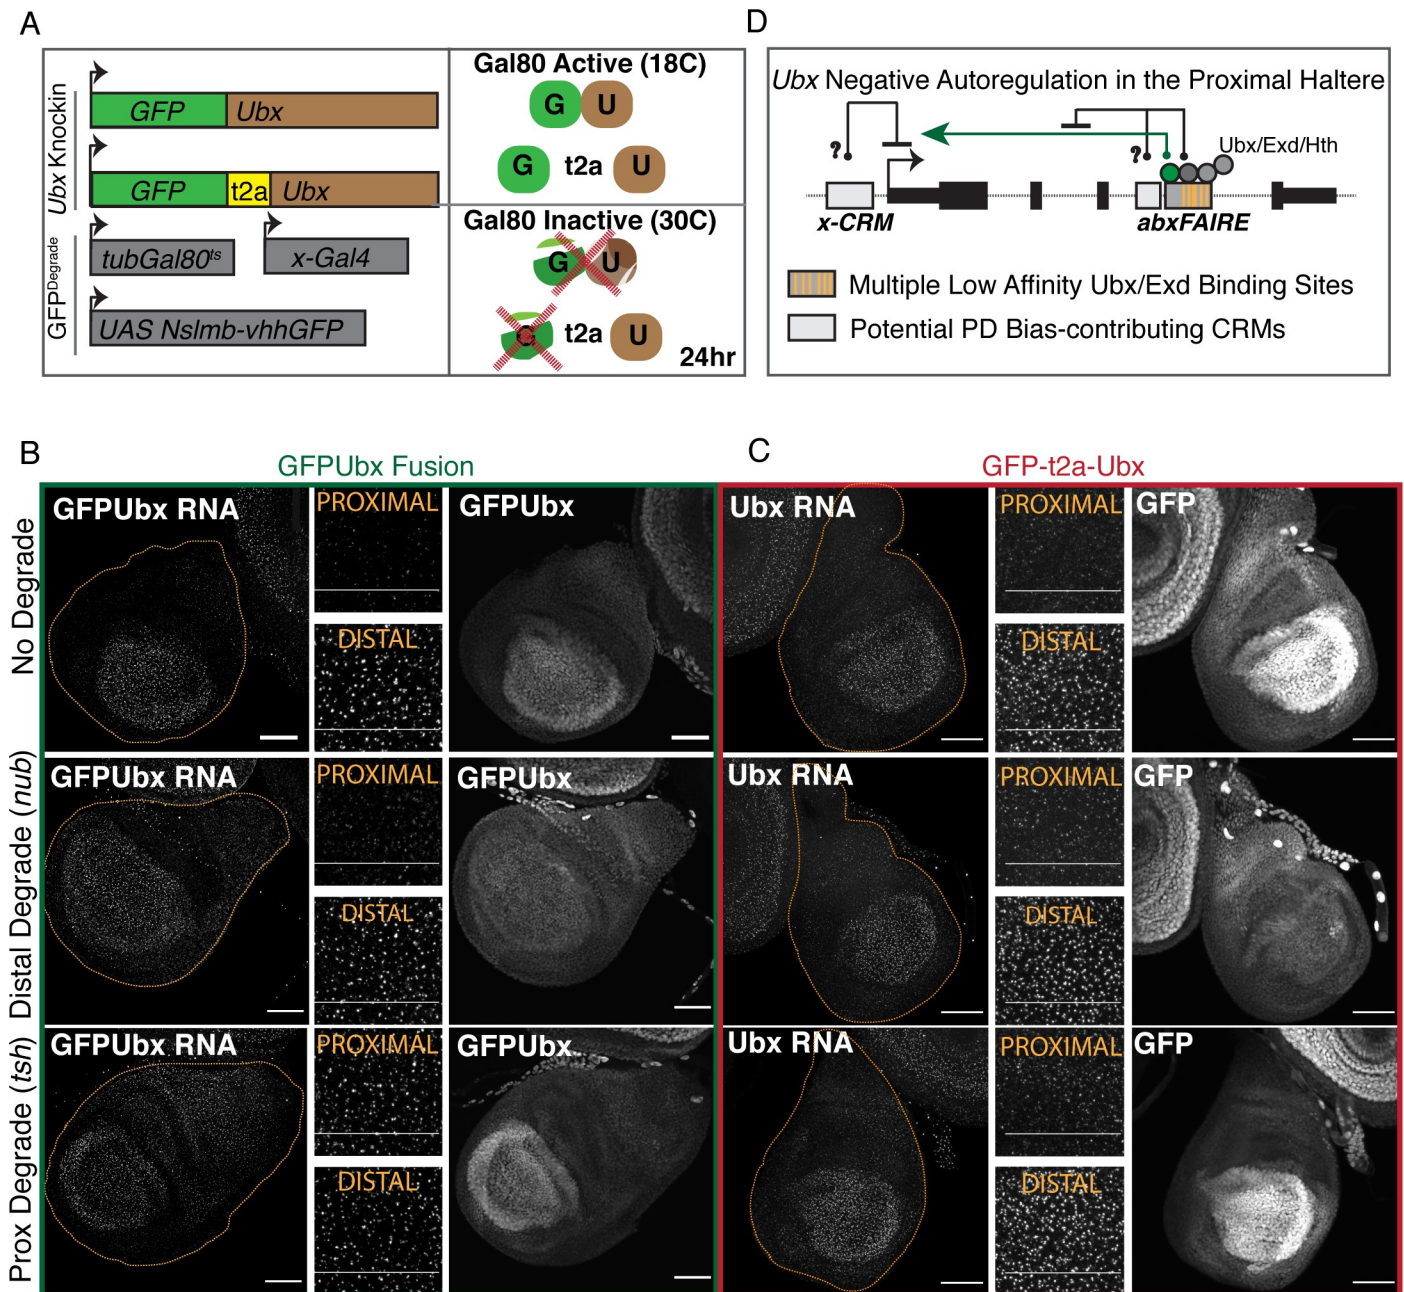 A
Ubx Knockin
GFP Ubx
GFP t2a Ubx
GFPDegrade
tubGal80ts
x-Gal4
UAS Nslmb-vhhGFP
Gal80 Active (18C)
G U
G t2a U
Gal80 Inactive (30C)
G U
t2a U
24hr
D
Ubx Negative Autoregulation in the Proximal Haltere
? ? Ubx/Exd/Hth
x-CRM abxFAIRE
Multiple Low Affinity Ubx/Exd Binding Sites
Potential PD Bias-contributing CRMs
B
GFPUbx Fusion
No Degrade
GFPUbx RNA
PROXIMAL
DISTAL
GFPUbx
Distal Degrade (nub)
GFPUbx RNA
PROXIMAL
DISTAL
GFPUbx
Prox Degrade (tsh)
GFPUbx RNA
PROXIMAL
DISTAL
GFPUbx
C
GFP-t2a-Ubx
Ubx RNA
PROXIMAL
DISTAL
GFP
Ubx RNA
PROXIMAL
DISTAL
GFP
Ubx RNA
PROXIMAL
DISTAL
GFP